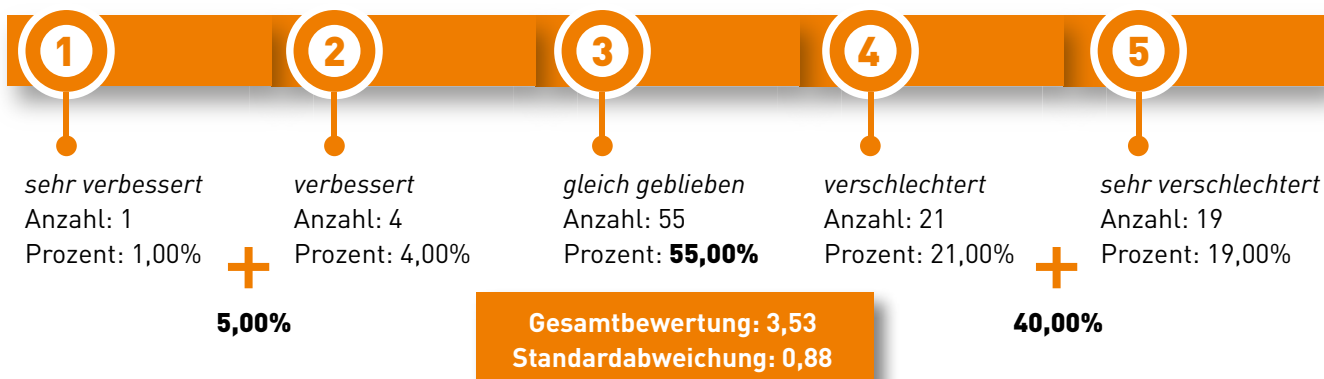 1
2
3
4
5
sehr verbessert
Anzahl: 1
Prozent: 1,00%
verbessert
Anzahl: 4
Prozent: 4,00%
gleich geblieben
Anzahl: 55
Prozent: 55,00%
verschlechtert
Anzahl: 21
Prozent: 21,00%
sehr verschlechtert
Anzahl: 19
Prozent: 19,00%
+
5,00%
+
40,00%
Gesamtbewertung: 3,53
Standardabweichung: 0,88